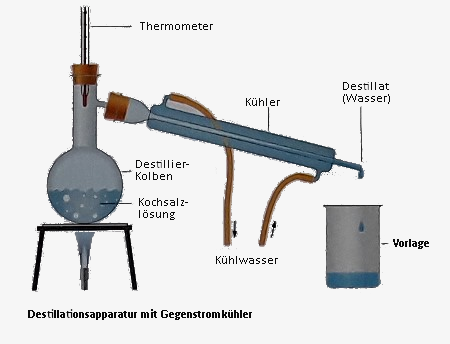 Thermometer
Destillat
(Wasser)
Kühler
Destillier-
Kolben
Kochsalz-
lösung
Vorlage
Kühlwasser
Destillationsapparatur mit Gegenstromkühler